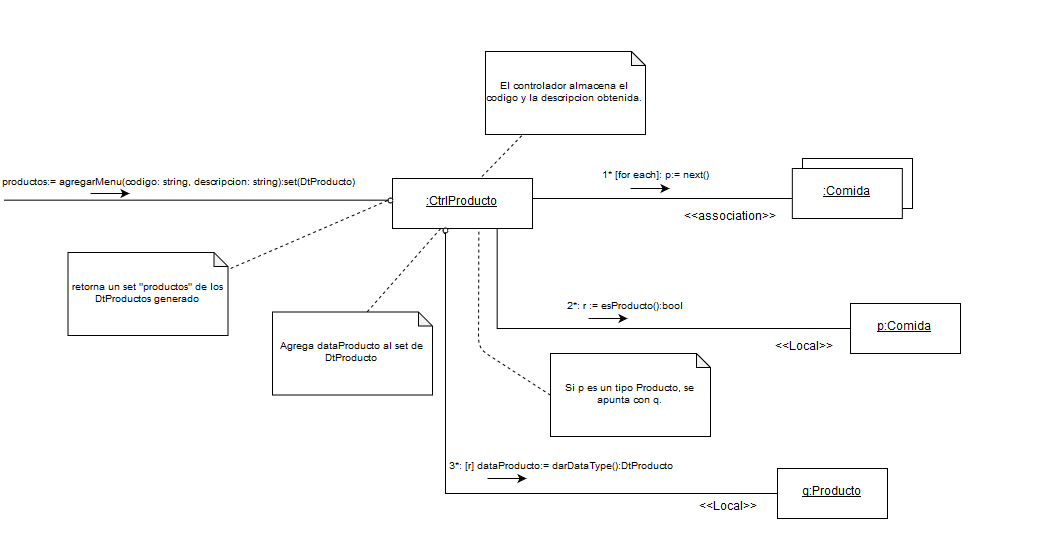 El controlador almacena el
codigo y la descripcion obtenida.
productos:= agregarMenu(codigo: string, descripcion: string):set(DtProducto)
1* [for each]: p:= next()
:CtrlProducto
:Comida
<<association>>
retorna un set "productos" de los
DtProductos generado
2*: r := esProducto():bool
p:Comida
<<Local>>
Agrega dataProducto al set de
DtProducto
Si p es un tipo Producto, se
apunta con q.
3*: [r] dataProducto:= darDataType():DtProducto
q:Producto
<<Local>>